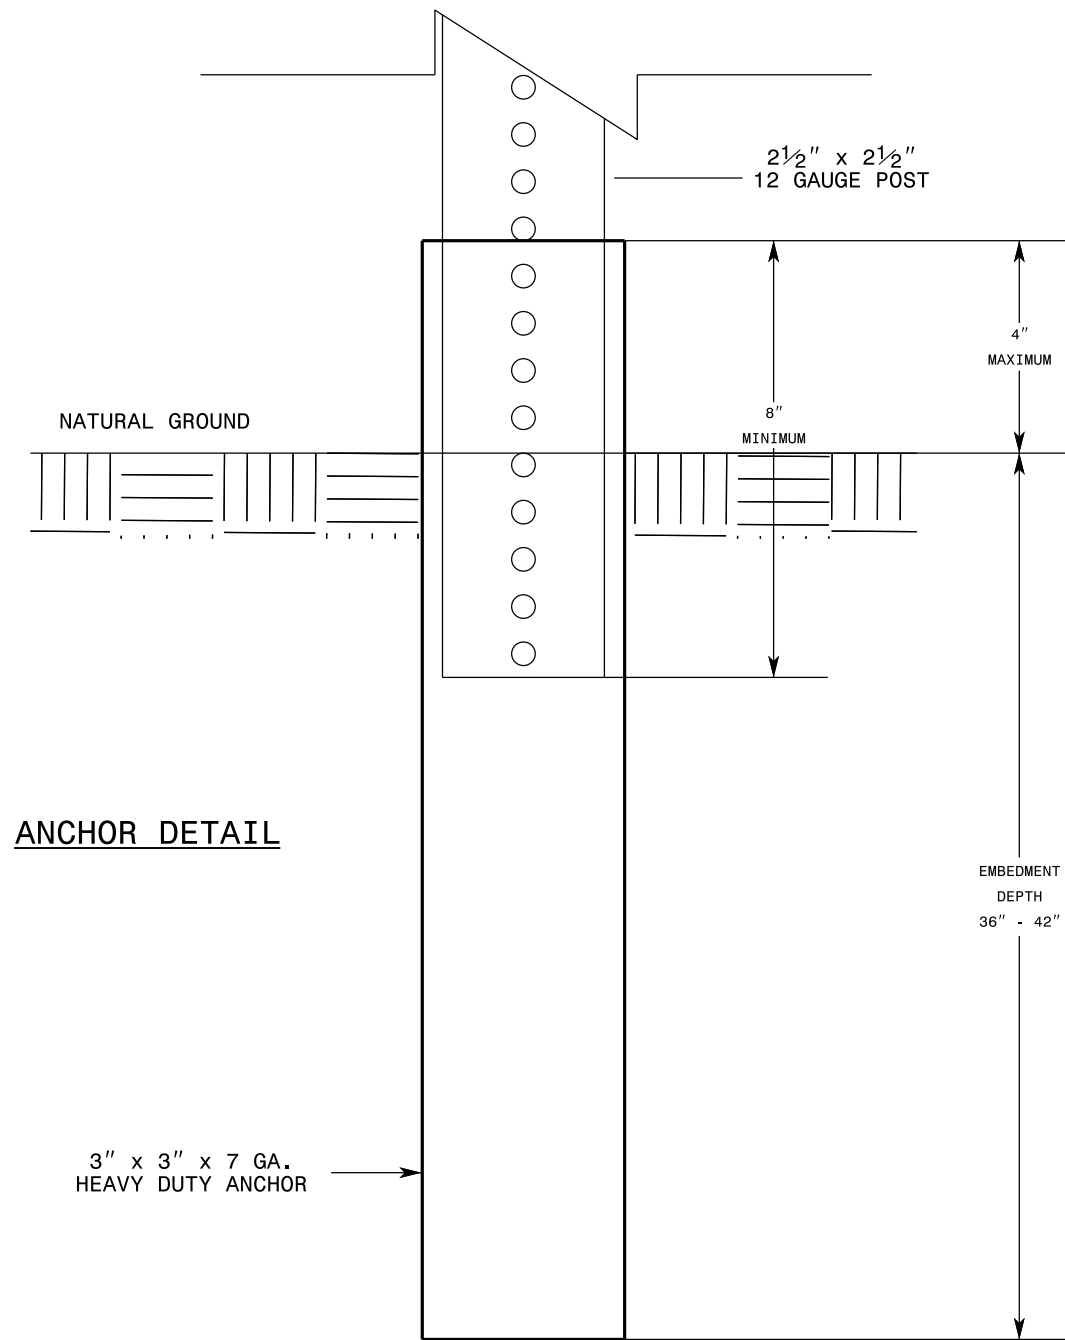 2½" x 2½"
12 GAUGE POST
4"
MAXIMUM
8"
MINIMUM
NATURAL GROUND
ANCHOR DETAIL
EMBEDMENT
DEPTH
36" - 42"
3" x 3" x 7 GA.
HEAVY DUTY ANCHOR